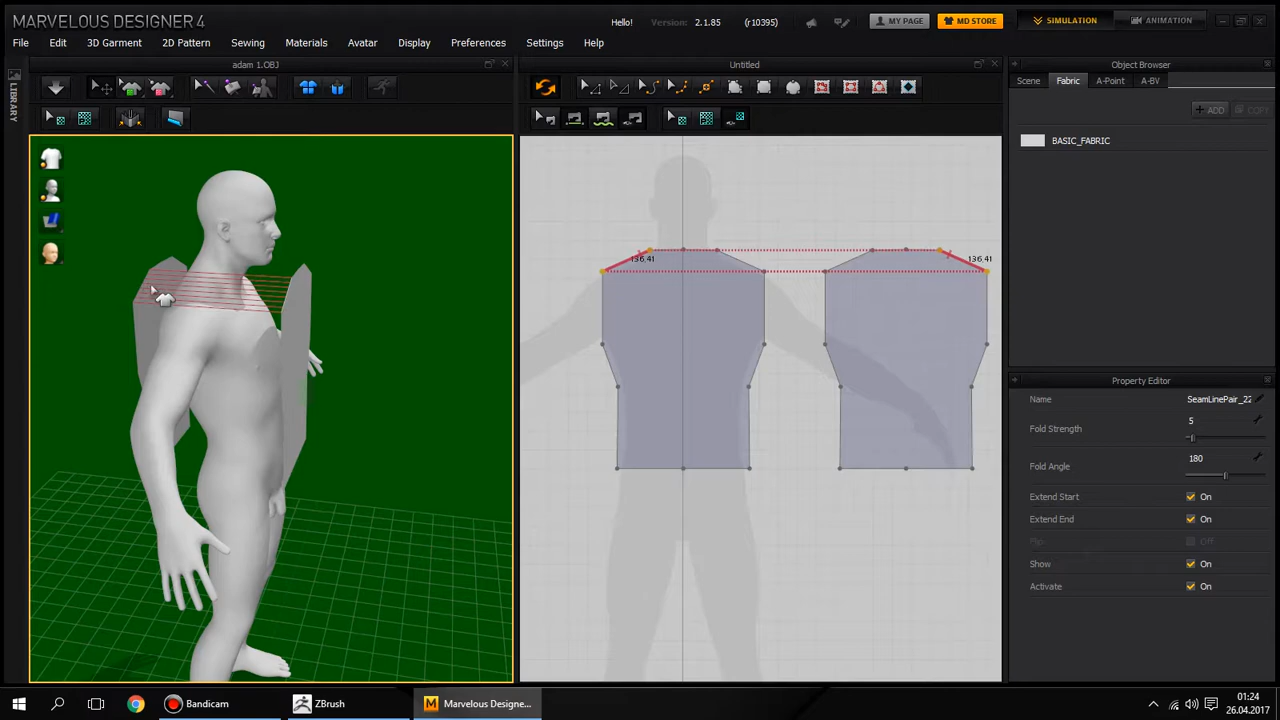 MARVELOUS DESIGNER 4
Hello!
Version: 2.1.85 (r10395)
MY PAGE
MD STORE
SIMULATION
ANIMATION
File Edit 3D Garment 2D Pattern Sewing Materials Avatar Display Preferences Settings Help
LIBRARY
adam 1.OBJ
Untitled
Object Browser
Scene Fabric A-Point A-BV
+ ADD
COPY
BASIC_FABRIC
136,41
136,41
Property Editor
Name SeamLinePair_22
Fold Strength 5
Fold Angle 180
Extend Start On
Extend End On
Flip Off
Show On
Activate On
Bandicam
ZBrush
Marvelous Designe...
01:24
26.04.2017